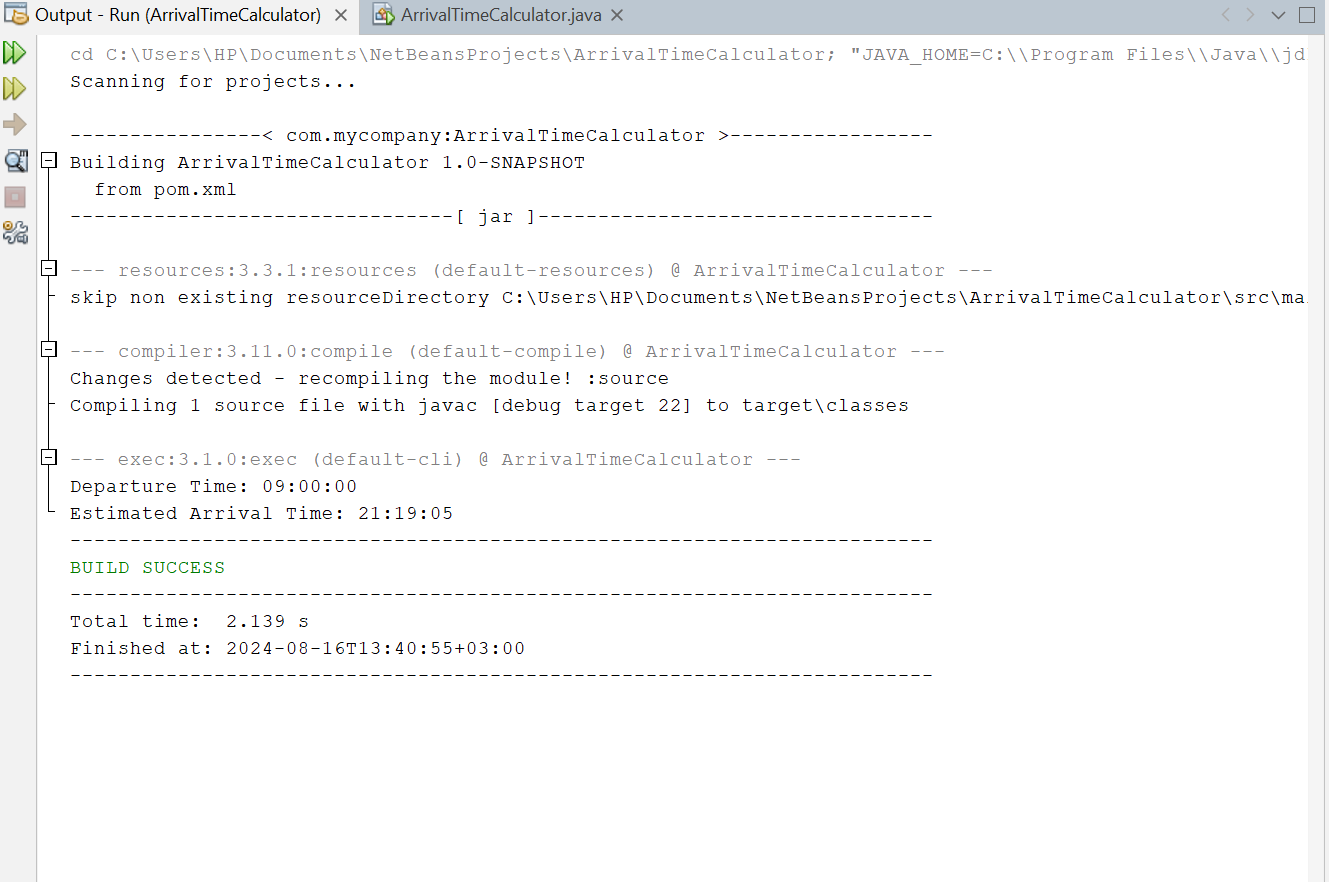 Output - Run (ArrivalTimeCalculator) ArrivalTimeCalculator.java
cd C:\Users\HP\Documents\NetBeansProjects\ArrivalTimeCalculator; "JAVA_HOME=C:\\Program Files\\Java\\jd
Scanning for projects...
----------------< com.mycompany:ArrivalTimeCalculator >-----------------
Building ArrivalTimeCalculator 1.0-SNAPSHOT
from pom.xml
--------------------------------[ jar ]---------------------------------
--- resources:3.3.1:resources (default-resources) @ ArrivalTimeCalculator ---
skip non existing resourceDirectory C:\Users\HP\Documents\NetBeansProjects\ArrivalTimeCalculator\src\ma
--- compiler:3.11.0:compile (default-compile) @ ArrivalTimeCalculator ---
Changes detected - recompiling the module! :source
Compiling 1 source file with javac [debug target 22] to target\classes
--- exec:3.1.0:exec (default-cli) @ ArrivalTimeCalculator ---
Departure Time: 09:00:00
Estimated Arrival Time: 21:19:05
------------------------------------------------------------------------
BUILD SUCCESS
------------------------------------------------------------------------
Total time:  2.139 s
Finished at: 2024-08-16T13:40:55+03:00
------------------------------------------------------------------------